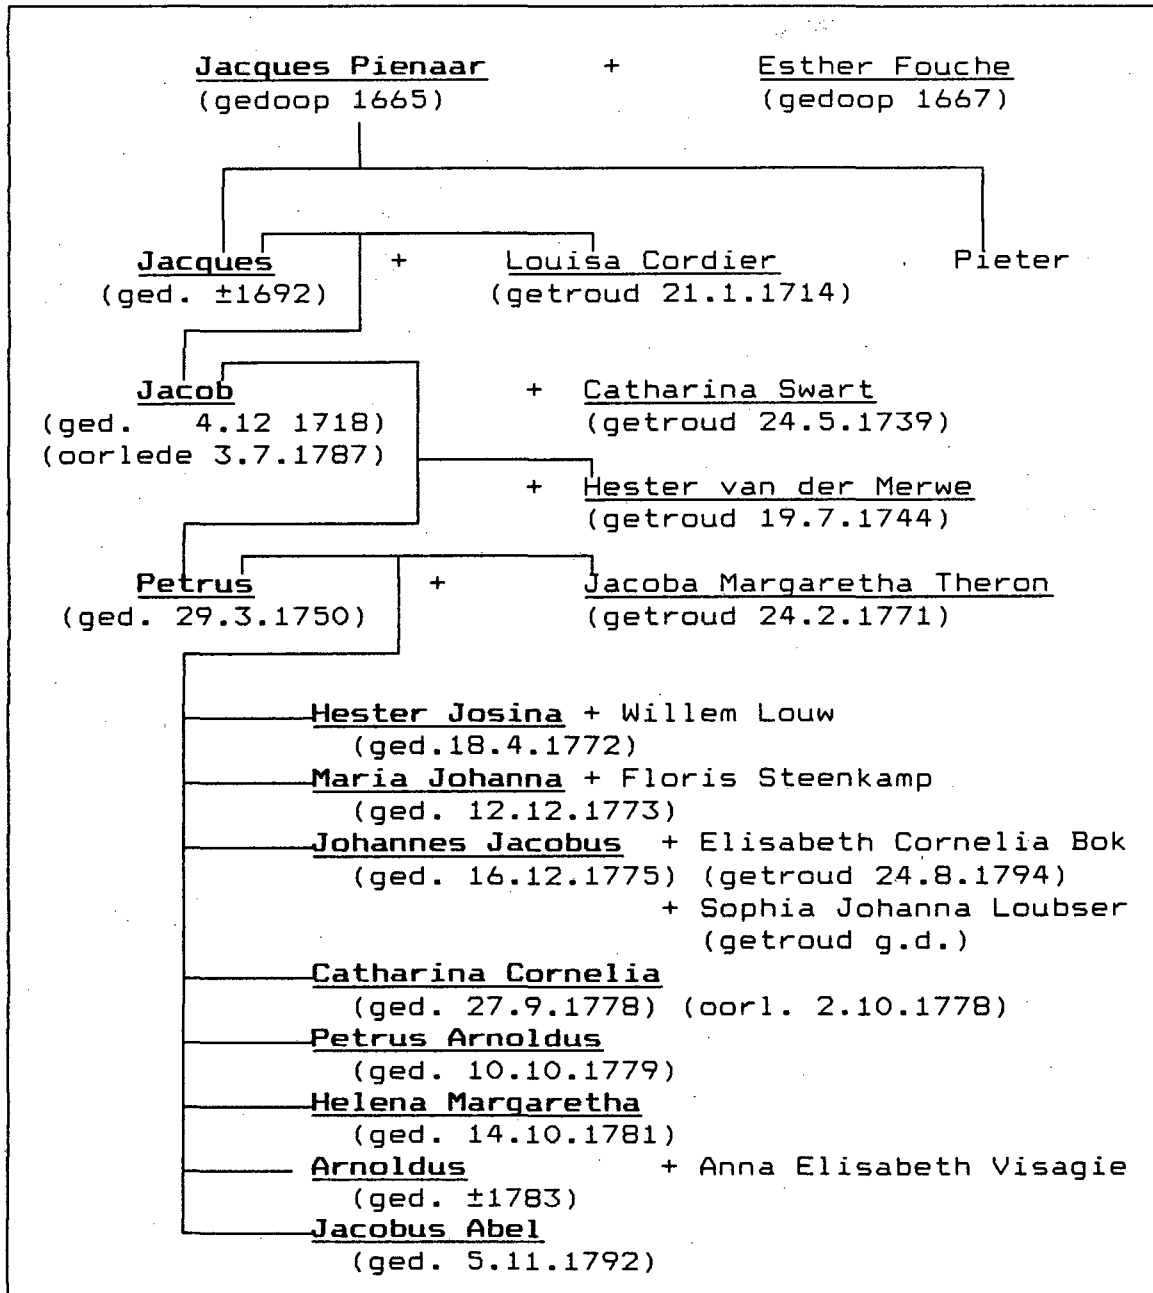 Jacques Pienaar + Esther Fouche
(gedoop 1665) (gedoop 1667)
Jacques + Louisa Cordier Pieter
(ged. ±1692) (getroud 21.1.1714)
Jacob + Catharina Swart
(ged. 4.12 1718) (getroud 24.5.1739)
(oorlede 3.7.1787)
+ Hester van der Merwe
(getroud 19.7.1744)
Petrus + Jacoba Margaretha Theron
(ged. 29.3.1750) (getroud 24.2.1771)
Hester Josina + Willem Louw
(ged.18.4.1772)
Maria Johanna + Floris Steenkamp
(ged. 12.12.1773)
Johannes Jacobus + Elisabeth Cornelia Bok
(ged. 16.12.1775) (getroud 24.8.1794)
+ Sophia Johanna Loubser
(getroud g.d.)
Catharina Cornelia
(ged. 27.9.1778) (oorl. 2.10.1778)
Petrus Arnoldus
(ged. 10.10.1779)
Helena Margaretha
(ged. 14.10.1781)
Arnoldus + Anna Elisabeth Visagie
(ged. ±1783)
Jacobus Abel
(ged. 5.11.1792)